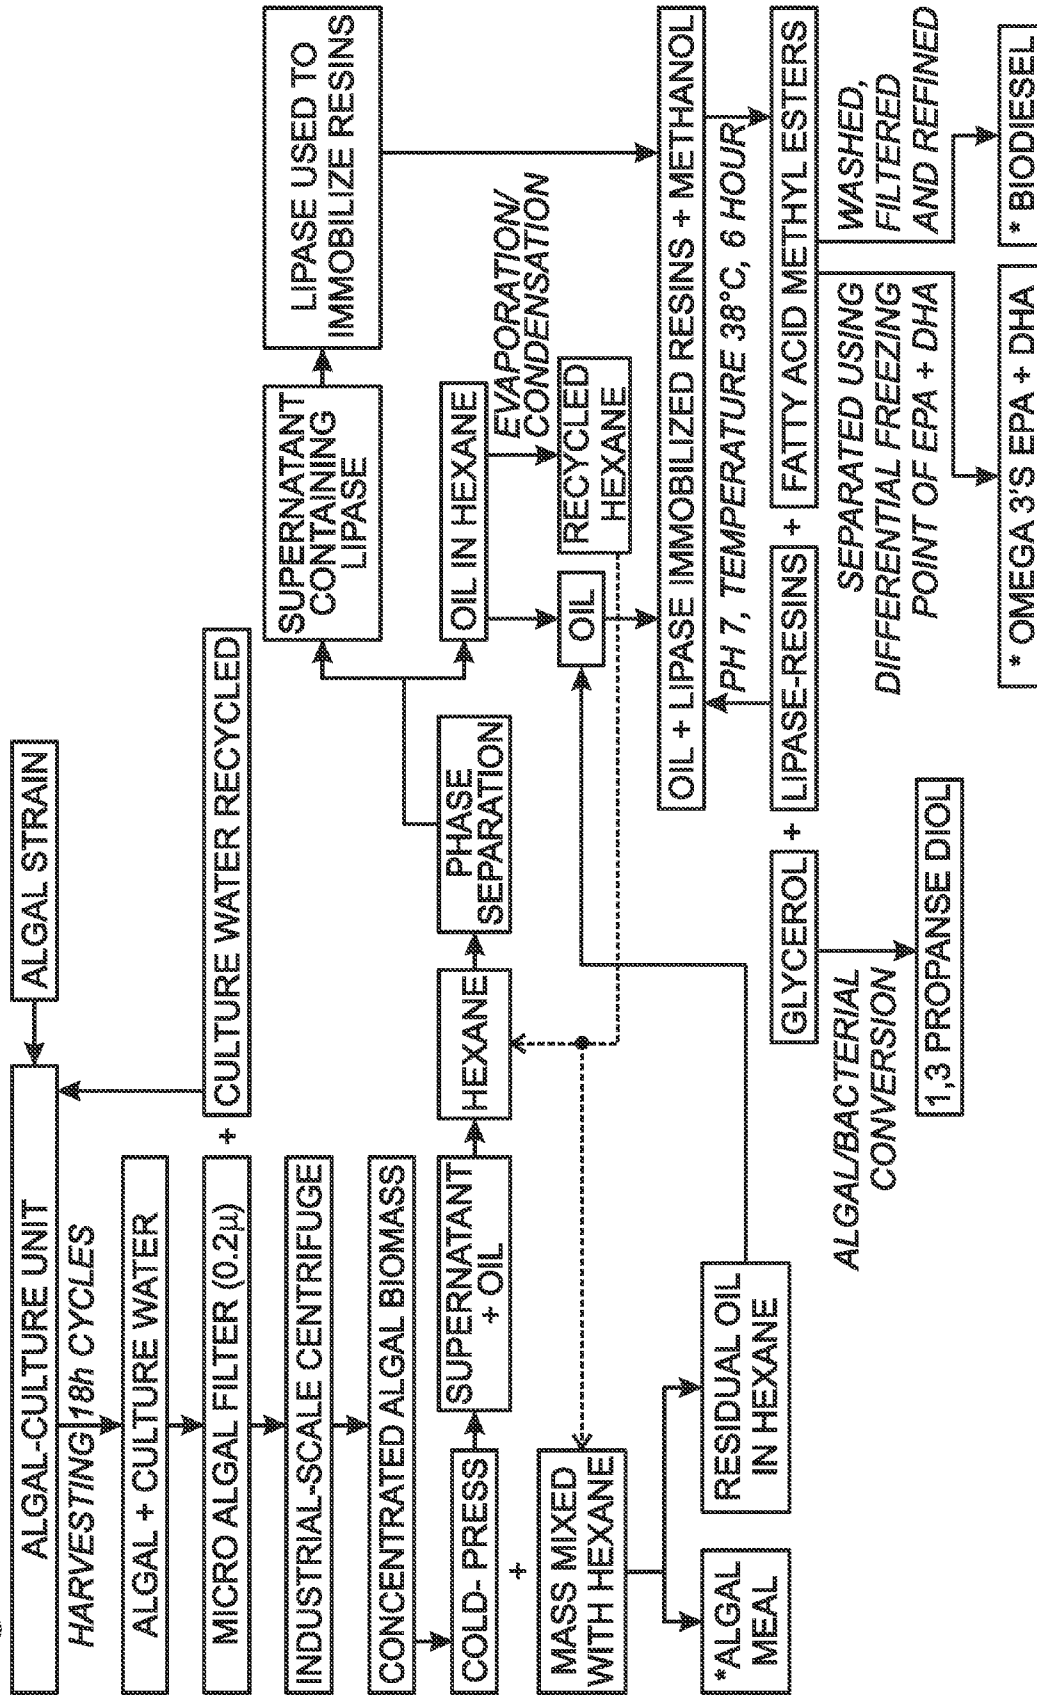 ALGAL-CULTURE UNIT
ALGAL STRAIN
HARVESTING 18h CYCLES
ALGAL + CULTURE WATER
MICRO ALGAL FILTER (0.2μ)
+
CULTURE WATER RECYCLED
INDUSTRIAL-SCALE CENTRIFUGE
CONCENTRATED ALGAL BIOMASS
COLD- PRESS
SUPERNATANT
+ OIL
HEXANE
PHASE
SEPARATION
SUPERNATANT
CONTAINING
LIPASE
LIPASE USED TO
IMMOBILIZE RESINS
OIL IN HEXANE
EVAPORATION/
CONDENSATION
+
MASS MIXED
WITH HEXANE
OIL
RECYCLED
HEXANE
*ALGAL
MEAL
RESIDUAL OIL
IN HEXANE
OIL + LIPASE IMMOBILIZED RESINS + METHANOL
PH 7, TEMPERATURE 38°C, 6 HOUR
GLYCEROL
+
LIPASE-RESINS
+
FATTY ACID METHYL ESTERS
ALGAL/BACTERIAL
CONVERSION
SEPARATED USING
DIFFERENTIAL FREEZING
POINT OF EPA + DHA
WASHED,
FILTERED
AND REFINED
1,3 PROPANSE DIOL
* OMEGA 3'S EPA + DHA
* BIODIESEL